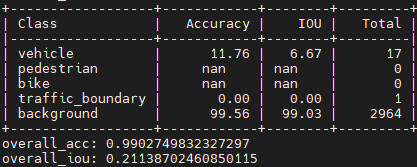 +------------------+----------+-------+-------+
| Class            | Accuracy |   IOU | Total |
+------------------+----------+-------+-------+
| vehicle          |    11.76 |  6.67 |    17 |
| pedestrian       |   nan    | nan   |     0 |
| bike             |   nan    | nan   |     0 |
| traffic_boundary |     0.00 |  0.00 |     1 |
| background       |    99.56 | 99.03 |  2964 |
+------------------+----------+-------+-------+
overall_acc: 0.9902749832327297
overall_iou: 0.21138702460850115